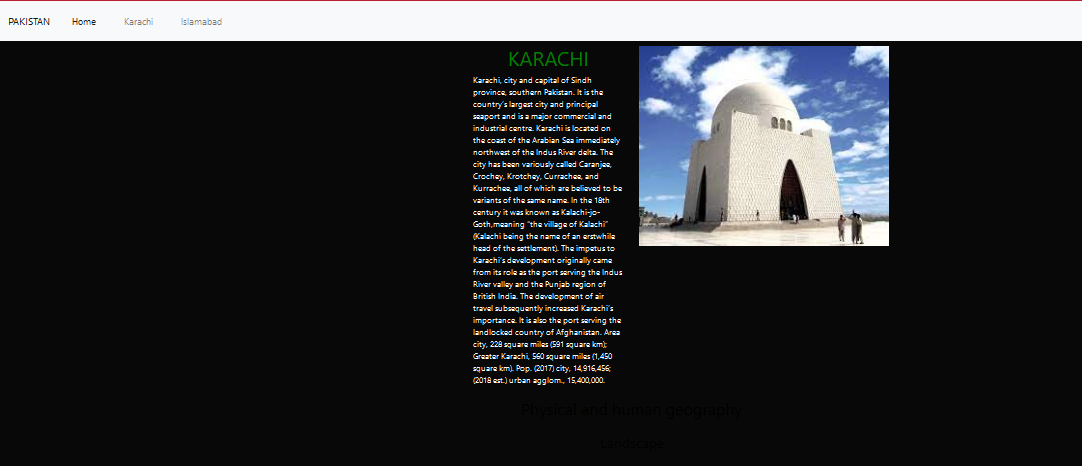 PAKISTAN Home Karachi Islamabad
KARACHI
Karachi, city and capital of Sindh
province, southern Pakistan. It is the
country's largest city and principal
seaport and is a major commercial and
industrial centre. Karachi is located on
the coast of the Arabian Sea immediately
northwest of the Indus River delta. The
city has been variously called Caranjee,
Crochey, Krotchey, Currachee, and
Kurrachee, all of which are believed to be
variants of the same name. In the 18th
century it was known as Kalachi-jo-
Goth,meaning "the village of Kalachi"
(Kalachi being the name of an erstwhile
head of the settlement). The impetus to
Karachi's development originally came
from its role as the port serving the Indus
River valley and the Punjab region of
British India. The development of air
travel subsequently increased Karachi's
importance. It is also the port serving the
landlocked country of Afghanistan. Area
city, 228 square miles (591 square km);
Greater Karachi, 560 square miles (1,450
square km). Pop. (2017) city, 14,916,456;
(2018 est.) urban agglom., 15,400,000.
Physical and human geography
Landscape